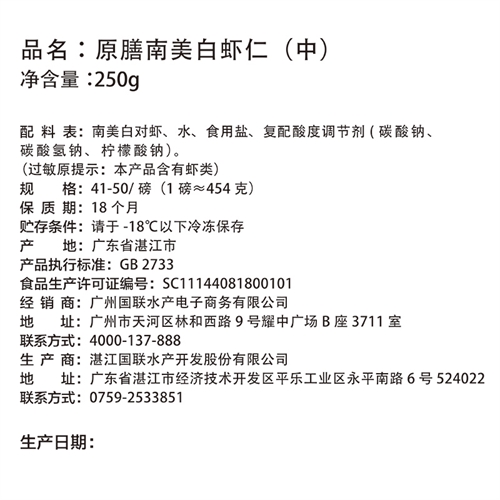 品名：原膳南美白虾仁（中）
净含量：250g
配料表：南美白对虾、水、食用盐、复配酸度调节剂（碳酸钠、
碳酸氢钠、柠檬酸钠）。
（过敏原提示：本产品含有虾类）
规格：41-50/磅（1磅≈454克）
保质期：18个月
贮存条件：请于-18℃以下冷冻保存
产地：广东省湛江市
产品执行标准：GB 2733
食品生产许可证编号：SC11144081800101
经销商：广州国联水产电子商务有限公司
地址：广州市天河区林和西路9号耀中广场B座3711室
联系方式：4000-137-888
生产商：湛江国联水产开发股份有限公司
地址：广东省湛江市经济技术开发区平乐工业区永平南路6号 524022
联系方式：0759-2533851
生产日期：